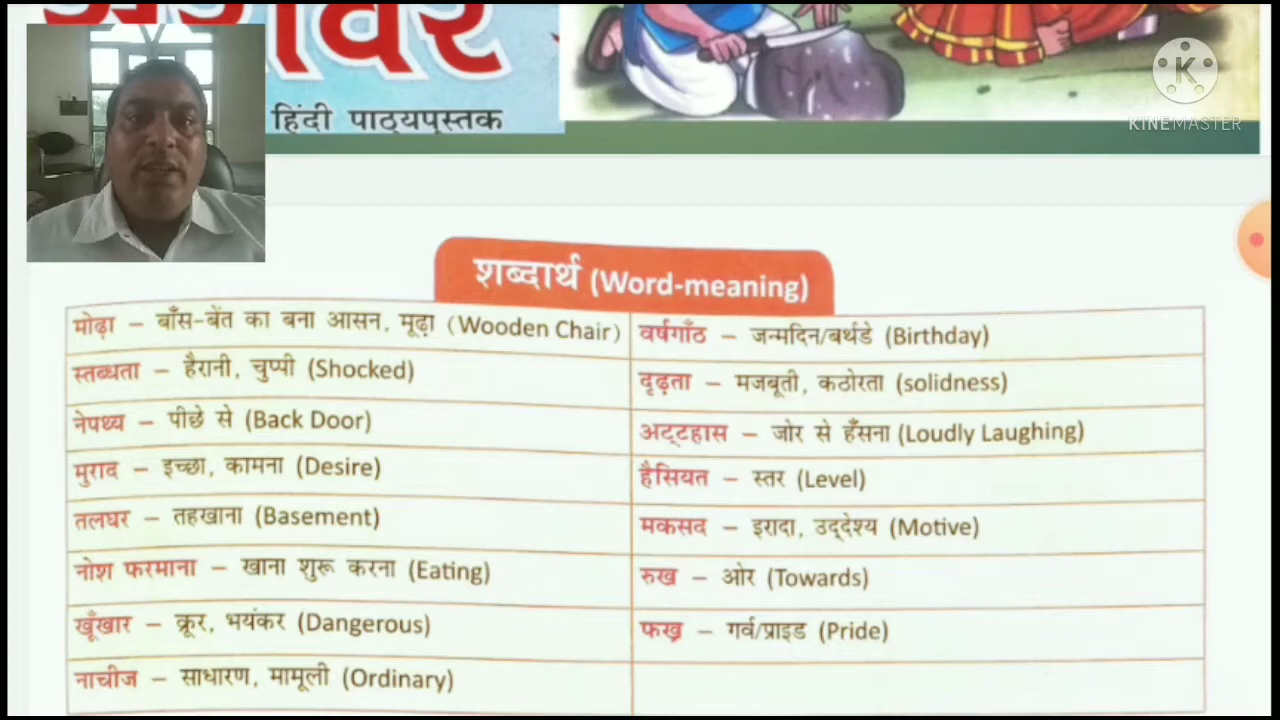 हिंदी पाठ्यपुस्तक
K
KINEMASTER
शब्दार्थ (Word-meaning)
मोढ़ा – बाँस-बेंत का बना आसन, मूढ़ा (Wooden Chair)
स्तब्धता – हैरानी, चुप्पी (Shocked)
नेपथ्य – पीछे से (Back Door)
मुराद – इच्छा, कामना (Desire)
तलघर – तहखाना (Basement)
नोश फरमाना – खाना शुरू करना (Eating)
खूँखार – क्रूर, भयंकर (Dangerous)
नाचीज – साधारण, मामूली (Ordinary)
वर्षगाँठ – जन्मदिन/बर्थडे (Birthday)
दृढ़ता – मजबूती, कठोरता (solidness)
अट्टहास – जोर से हँसना (Loudly Laughing)
हैसियत – स्तर (Level)
मकसद – इरादा, उद्देश्य (Motive)
रुख – ओर (Towards)
फख्र – गर्व/प्राइड (Pride)